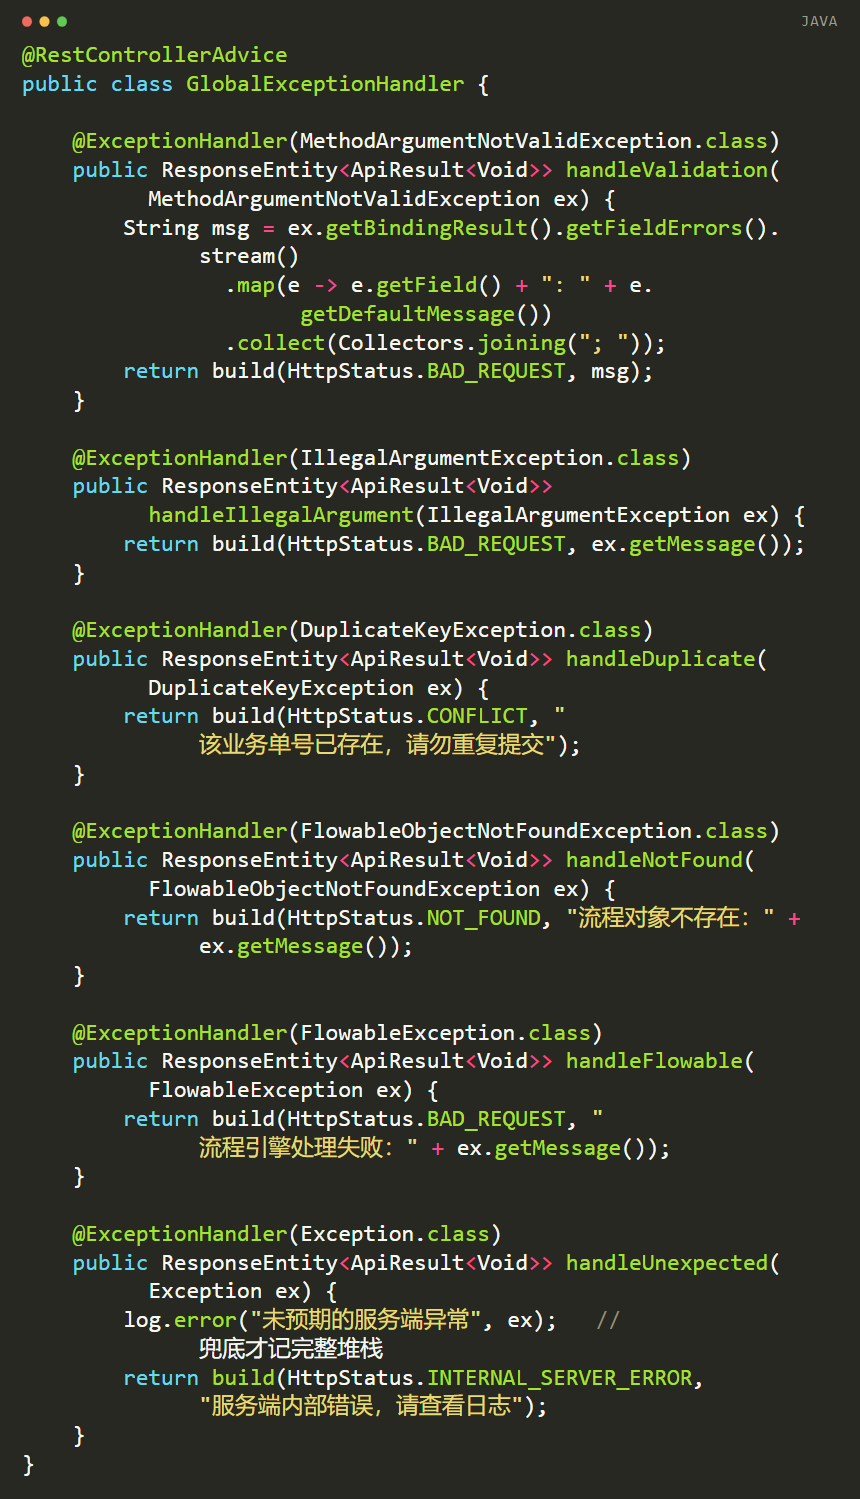 JAVA
@RestControllerAdvice
public class GlobalExceptionHandler {
@ExceptionHandler(MethodArgumentNotValidException.class)
public ResponseEntity<ApiResult<Void>> handleValidation(
MethodArgumentNotValidException ex) {
String msg = ex.getBindingResult().getFieldErrors().
stream()
.map(e -> e.getField() + ": " + e.
getDefaultMessage())
.collect(Collectors.joining("; "));
return build(HttpStatus.BAD_REQUEST, msg);
}
@ExceptionHandler(IllegalArgumentException.class)
public ResponseEntity<ApiResult<Void>>
handleIllegalArgument(IllegalArgumentException ex) {
return build(HttpStatus.BAD_REQUEST, ex.getMessage());
}
@ExceptionHandler(DuplicateKeyException.class)
public ResponseEntity<ApiResult<Void>> handleDuplicate(
DuplicateKeyException ex) {
return build(HttpStatus.CONFLICT, "
该业务单号已存在，请勿重复提交");
}
@ExceptionHandler(FlowableObjectNotFoundException.class)
public ResponseEntity<ApiResult<Void>> handleNotFound(
FlowableObjectNotFoundException ex) {
return build(HttpStatus.NOT_FOUND, "流程对象不存在：" +
ex.getMessage());
}
@ExceptionHandler(FlowableException.class)
public ResponseEntity<ApiResult<Void>> handleFlowable(
FlowableException ex) {
return build(HttpStatus.BAD_REQUEST, "
流程引擎处理失败：" + ex.getMessage());
}
@ExceptionHandler(Exception.class)
public ResponseEntity<ApiResult<Void>> handleUnexpected(
Exception ex) {
log.error("未预期的服务端异常", ex);   //
兜底才记完整堆栈
return build(HttpStatus.INTERNAL_SERVER_ERROR,
"服务端内部错误，请查看日志");
}
}